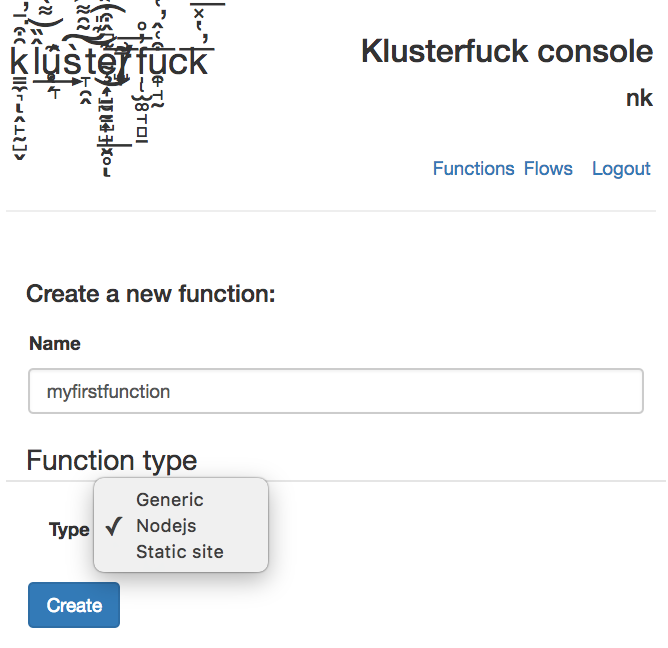 klusterfuck
Klusterfuck console
nk
Functions Flows Logout
Create a new function:
Name
myfirstfunction
Function type
Generic
Type ✓ Nodejs
Static site
Create